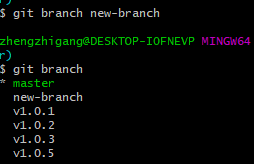 $ git branch new-branch
zhengzhigang@DESKTOP-IOFNEVP MINGW64
r)
$ git branch
* master
new-branch
v1.0.1
v1.0.2
v1.0.3
v1.0.5